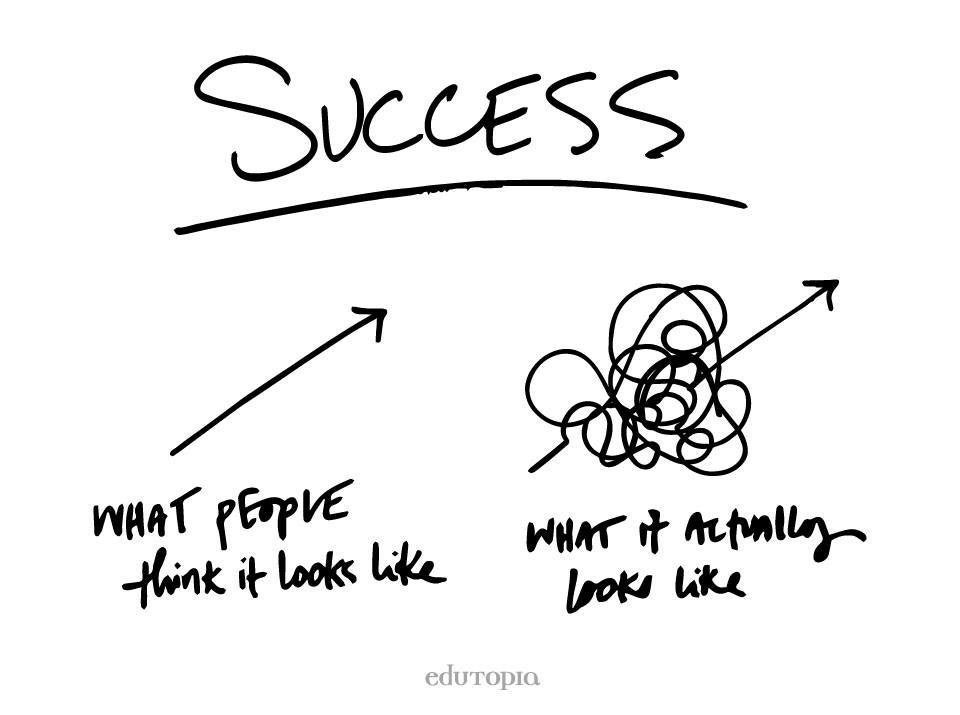 SUCCESS
WHAT PEOPLE
think it looks like
WHAT it Actually
looks like
edutopia